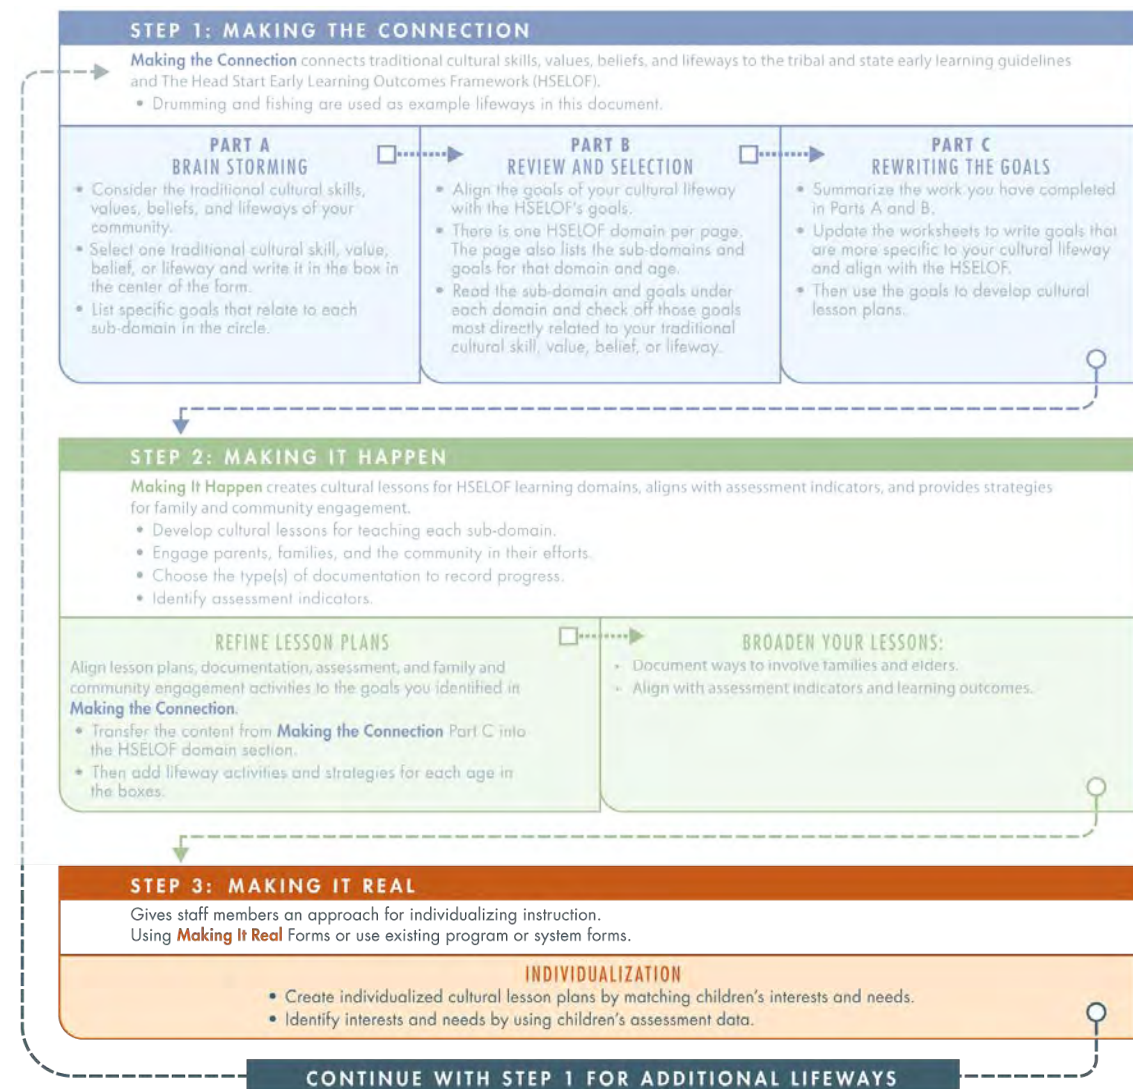 STEP 1: MAKING THE CONNECTION
Making the Connection connects traditional cultural skills, values, beliefs, and lifeways to the tribal and state early learning guidelines
and The Head Start Early Learning Outcomes Framework (HSELOF).
• Drumming and fishing are used as example lifeways in this document.
PART A
BRAIN STORMING
• Consider the traditional cultural skills,
values, beliefs, and lifeways of your
community.
• Select one traditional cultural skill, value,
belief, or lifeway and write it in the box in
the center of the form.
• List specific goals that relate to each
sub-domain in the circle.
PART B
REVIEW AND SELECTION
• Align the goals of your cultural lifeway
with the HSELOF's goals.
• There is one HSELOF domain per page.
The page also lists the sub-domains and
goals for that domain and age.
• Read the sub-domain and goals under
each domain and check off those goals
most directly related to your traditional
cultural skill, value, belief, or lifeway.
PART C
REWRITING THE GOALS
• Summarize the work you have completed
in Parts A and B.
• Update the worksheets to write goals that
are more specific to your cultural lifeway
and align with the HSELOF.
• Then use the goals to develop cultural
lesson plans.
STEP 2: MAKING IT HAPPEN
Making It Happen creates cultural lessons for HSELOF learning domains, aligns with assessment indicators, and provides strategies
for family and community engagement.
• Develop cultural lessons for teaching each sub-domain.
• Engage parents, families, and the community in their efforts.
• Choose the type(s) of documentation to record progress.
• Identify assessment indicators.
REFINE LESSON PLANS
Align lesson plans, documentation, assessment, and family and
community engagement activities to the goals you identified in
Making the Connection.
• Transfer the content from Making the Connection Part C into
the HSELOF domain section.
• Then add lifeway activities and strategies for each age in
the boxes.
BROADEN YOUR LESSONS:
• Document ways to involve families and elders.
• Align with assessment indicators and learning outcomes.
STEP 3: MAKING IT REAL
Gives staff members an approach for individualizing instruction.
Using Making It Real Forms or use existing program or system forms.
INDIVIDUALIZATION
• Create individualized cultural lesson plans by matching children's interests and needs.
• Identify interests and needs by using children's assessment data.
CONTINUE WITH STEP 1 FOR ADDITIONAL LIFEWAYS